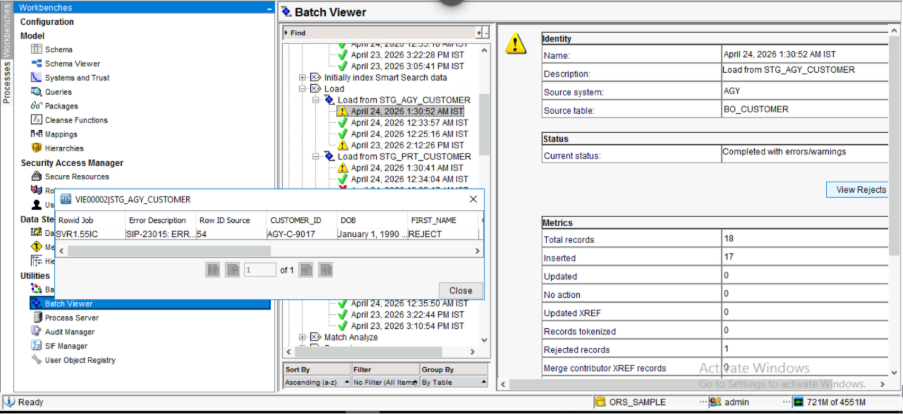 Workbenches
Workbenches
Processes
Configuration
Model
Schema
Schema Viewer
Systems and Trust
Queries
Packages
Cleanse Functions
Mappings
Hierarchies
Security Access Manager
Secure Resources
Ro
Us
Data Ste
Da
Me
Hie
Utilities
Ba
Batch Viewer
Process Server
Audit Manager
SIF Manager
User Object Registry
Batch Viewer
Find
April 23, 2026 3:22:28 PM IST
April 23, 2026 3:05:41 PM IST
Initially index Smart Search data
Load
Load from STG_AGY_CUSTOMER
April 24, 2026 1:30:52 AM IST
April 24, 2026 12:33:57 AM IST
April 24, 2026 12:25:16 AM IST
April 23, 2026 2:12:26 PM IST
Load from STG_PRT_CUSTOMER
April 24, 2026 1:30:41 AM IST
April 24, 2026 12:34:04 AM IST
April 24, 2026 12:35:50 AM IST
April 23, 2026 3:22:44 PM IST
April 23, 2026 3:10:54 PM IST
Match Analyze
Sort By Filter Group By
Ascending (a-z) No Filter (All Items) By Table
VIE00002|STG_AGY_CUSTOMER
Rowid Job Error Description Row ID Source CUSTOMER_ID DOB FIRST_NAME
SVR1.55IC SIP-23015: ERR... 54 AGY-C-9017 January 1, 1990 ... REJECT
1 of 1
Close
Identity
Name: April 24, 2026 1:30:52 AM IST
Description: Load from STG_AGY_CUSTOMER
Source system: AGY
Source table: BO_CUSTOMER
Status
Current status: Completed with errors/warnings
View Rejects
Metrics
Total records 18
Inserted 17
Updated 0
No action 0
Updated XREF 0
Records tokenized 0
Rejected records 1
Merge contributor XREF records 0
Activate Windows
Go to Settings to activate Windows.
Ready
ORS_SAMPLE
admin
721M of 4551M